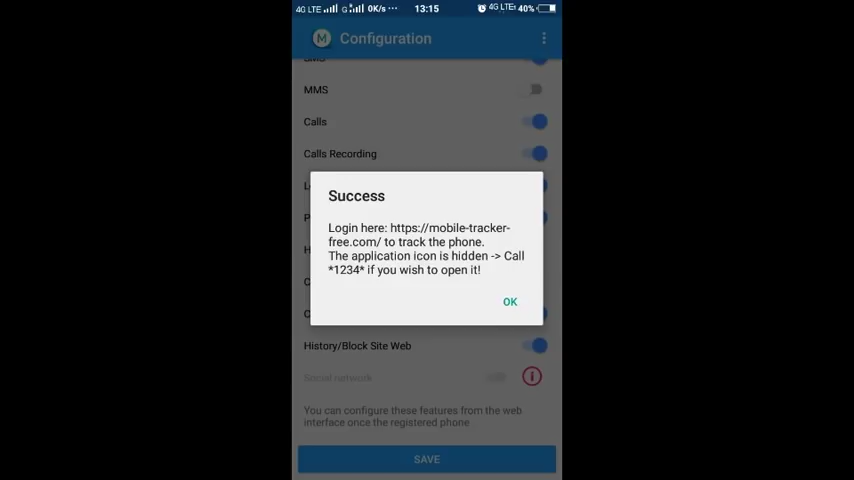 4G LTE G 0K/s ··· 13:15 4G LTE 40%
M Configuration
SMS
MMS
Calls
Calls Recording
Success
Login here: https://mobile-tracker-
free.com/ to track the phone.
The application icon is hidden -> Call
*1234* if you wish to open it!
OK
History/Block Site Web
Social network
You can configure these features from the web
interface once the registered phone
SAVE